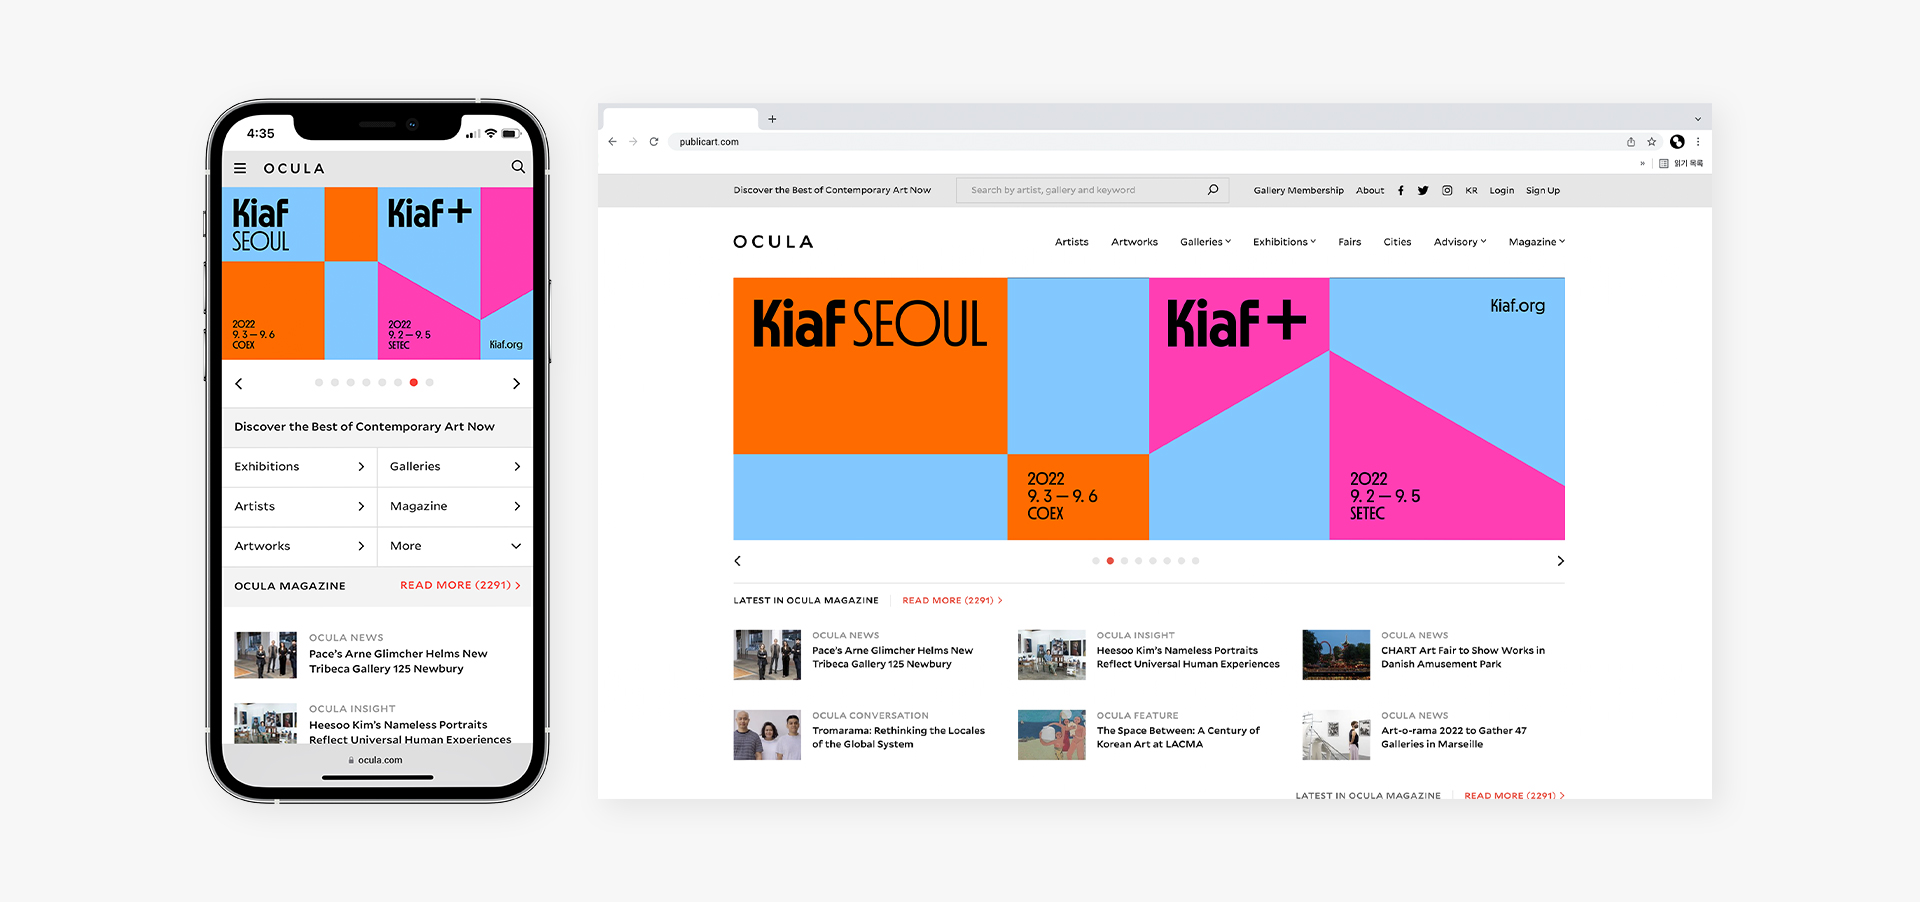 4:35
OCULA
Kiaf
SEOUL
Kiaf+
2022
9. 3 — 9. 6
COEX
2022
9. 2 — 9. 5
SETEC
Kiaf.org
Discover the Best of Contemporary Art Now
Exhibitions
Galleries
Artists
Magazine
Artworks
More
OCULA MAGAZINE
READ MORE (2291)
OCULA NEWS
Pace's Arne Glimcher Helms New
Tribeca Gallery 125 Newbury
OCULA INSIGHT
Heesoo Kim's Nameless Portraits
Reflect Universal Human Experiences
ocula.com
publicart.com
읽기 목록
Discover the Best of Contemporary Art Now
Search by artist, gallery and keyword
Gallery Membership
About
KR
Login
Sign Up
OCULA
Artists
Artworks
Galleries
Exhibitions
Fairs
Cities
Advisory
Magazine
Kiaf SEOUL
Kiaf+
Kiaf.org
2022
9. 3 — 9. 6
COEX
2022
9. 2 — 9. 5
SETEC
LATEST IN OCULA MAGAZINE
READ MORE (2291)
OCULA NEWS
Pace's Arne Glimcher Helms New
Tribeca Gallery 125 Newbury
OCULA INSIGHT
Heesoo Kim's Nameless Portraits
Reflect Universal Human Experiences
OCULA NEWS
CHART Art Fair to Show Works in
Danish Amusement Park
OCULA CONVERSATION
Tromarama: Rethinking the Locales
of the Global System
OCULA FEATURE
The Space Between: A Century of
Korean Art at LACMA
OCULA NEWS
Art-o-rama 2022 to Gather 47
Galleries in Marseille
LATEST IN OCULA MAGAZINE
READ MORE (2291)